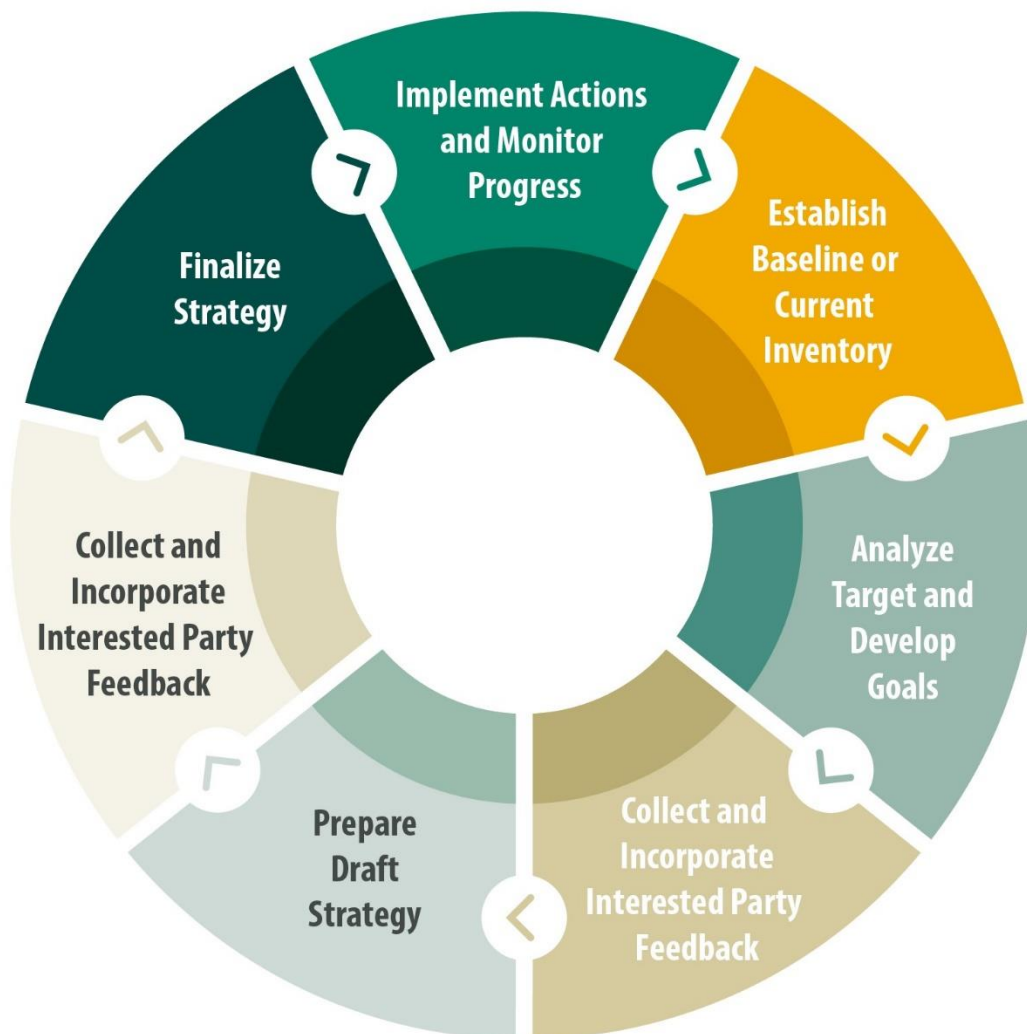 Implement Actions
and Monitor
Progress
Establish
Baseline or
Current
Inventory
Analyze
Target and
Develop
Goals
Collect and
Incorporate
Interested Party
Feedback
Prepare
Draft
Strategy
Collect and
Incorporate
Interested Party
Feedback
Finalize
Strategy